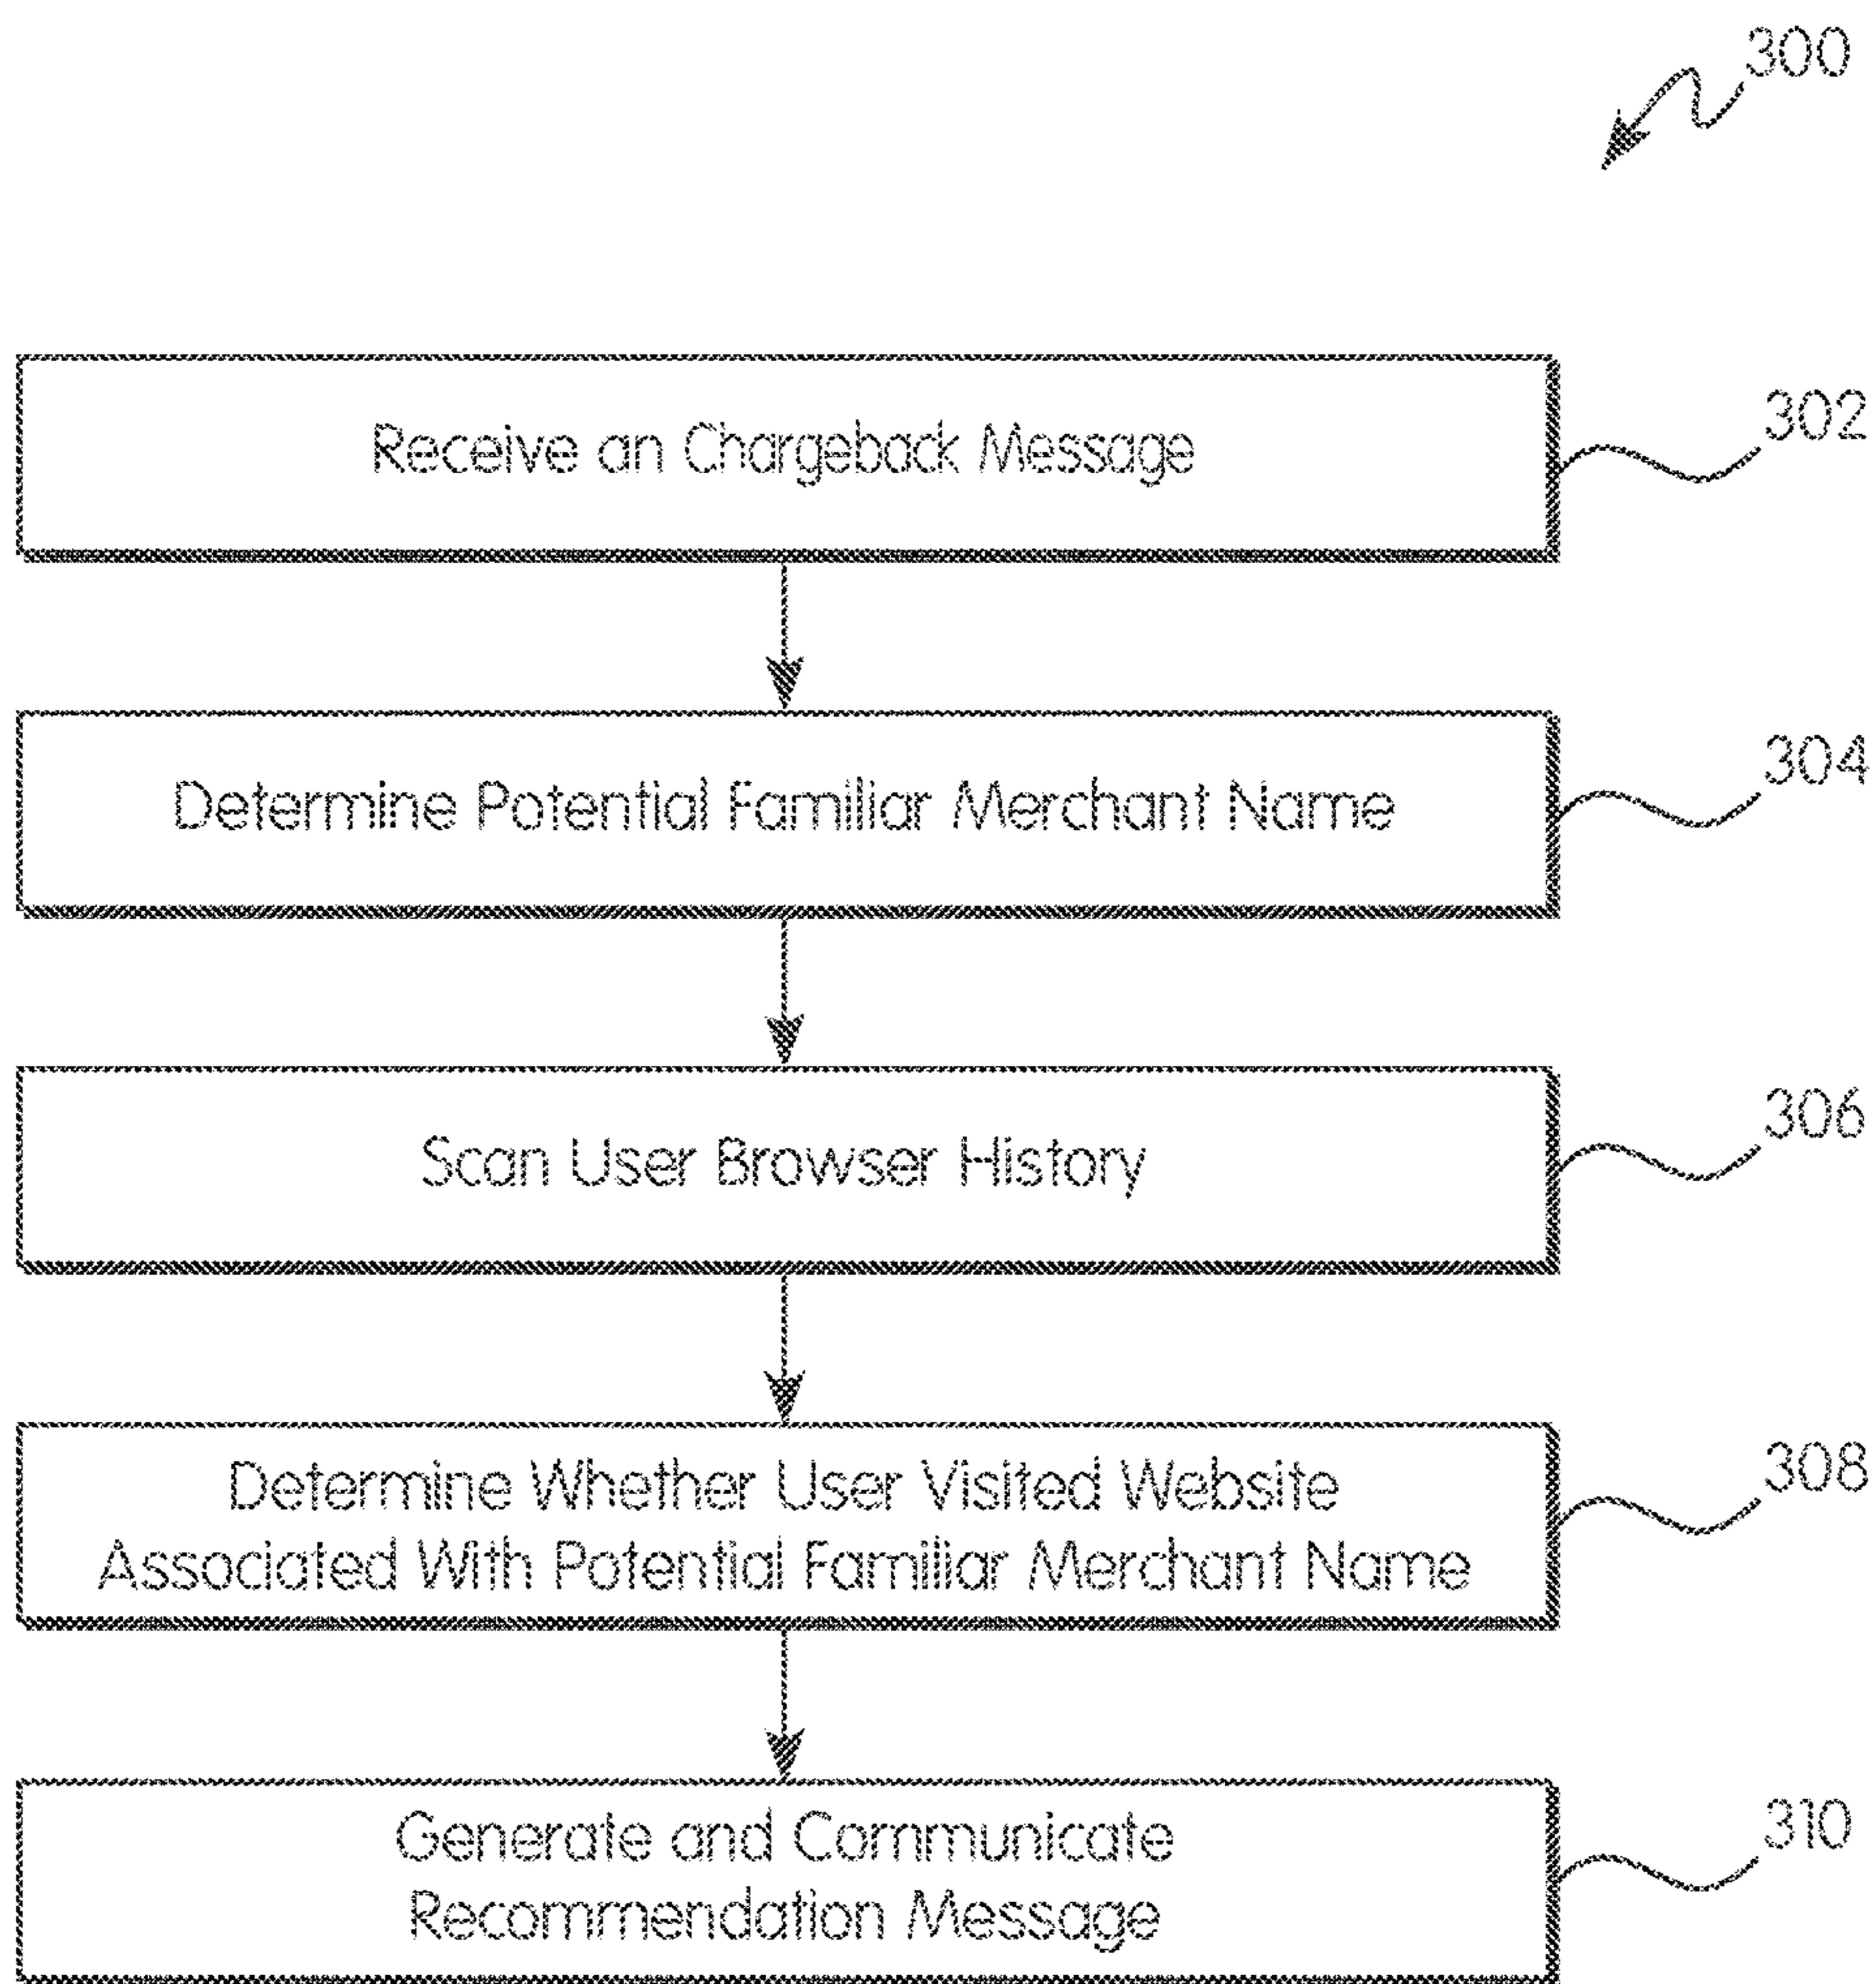 300
Receive an Chargeback Message
302
Determine Potential Familiar Merchant Name
304
Scan User Browser History
306
Determine Whether User Visited Website
Associated With Potential Familiar Merchant Name
308
Generate and Communicate
Recommendation Message
310